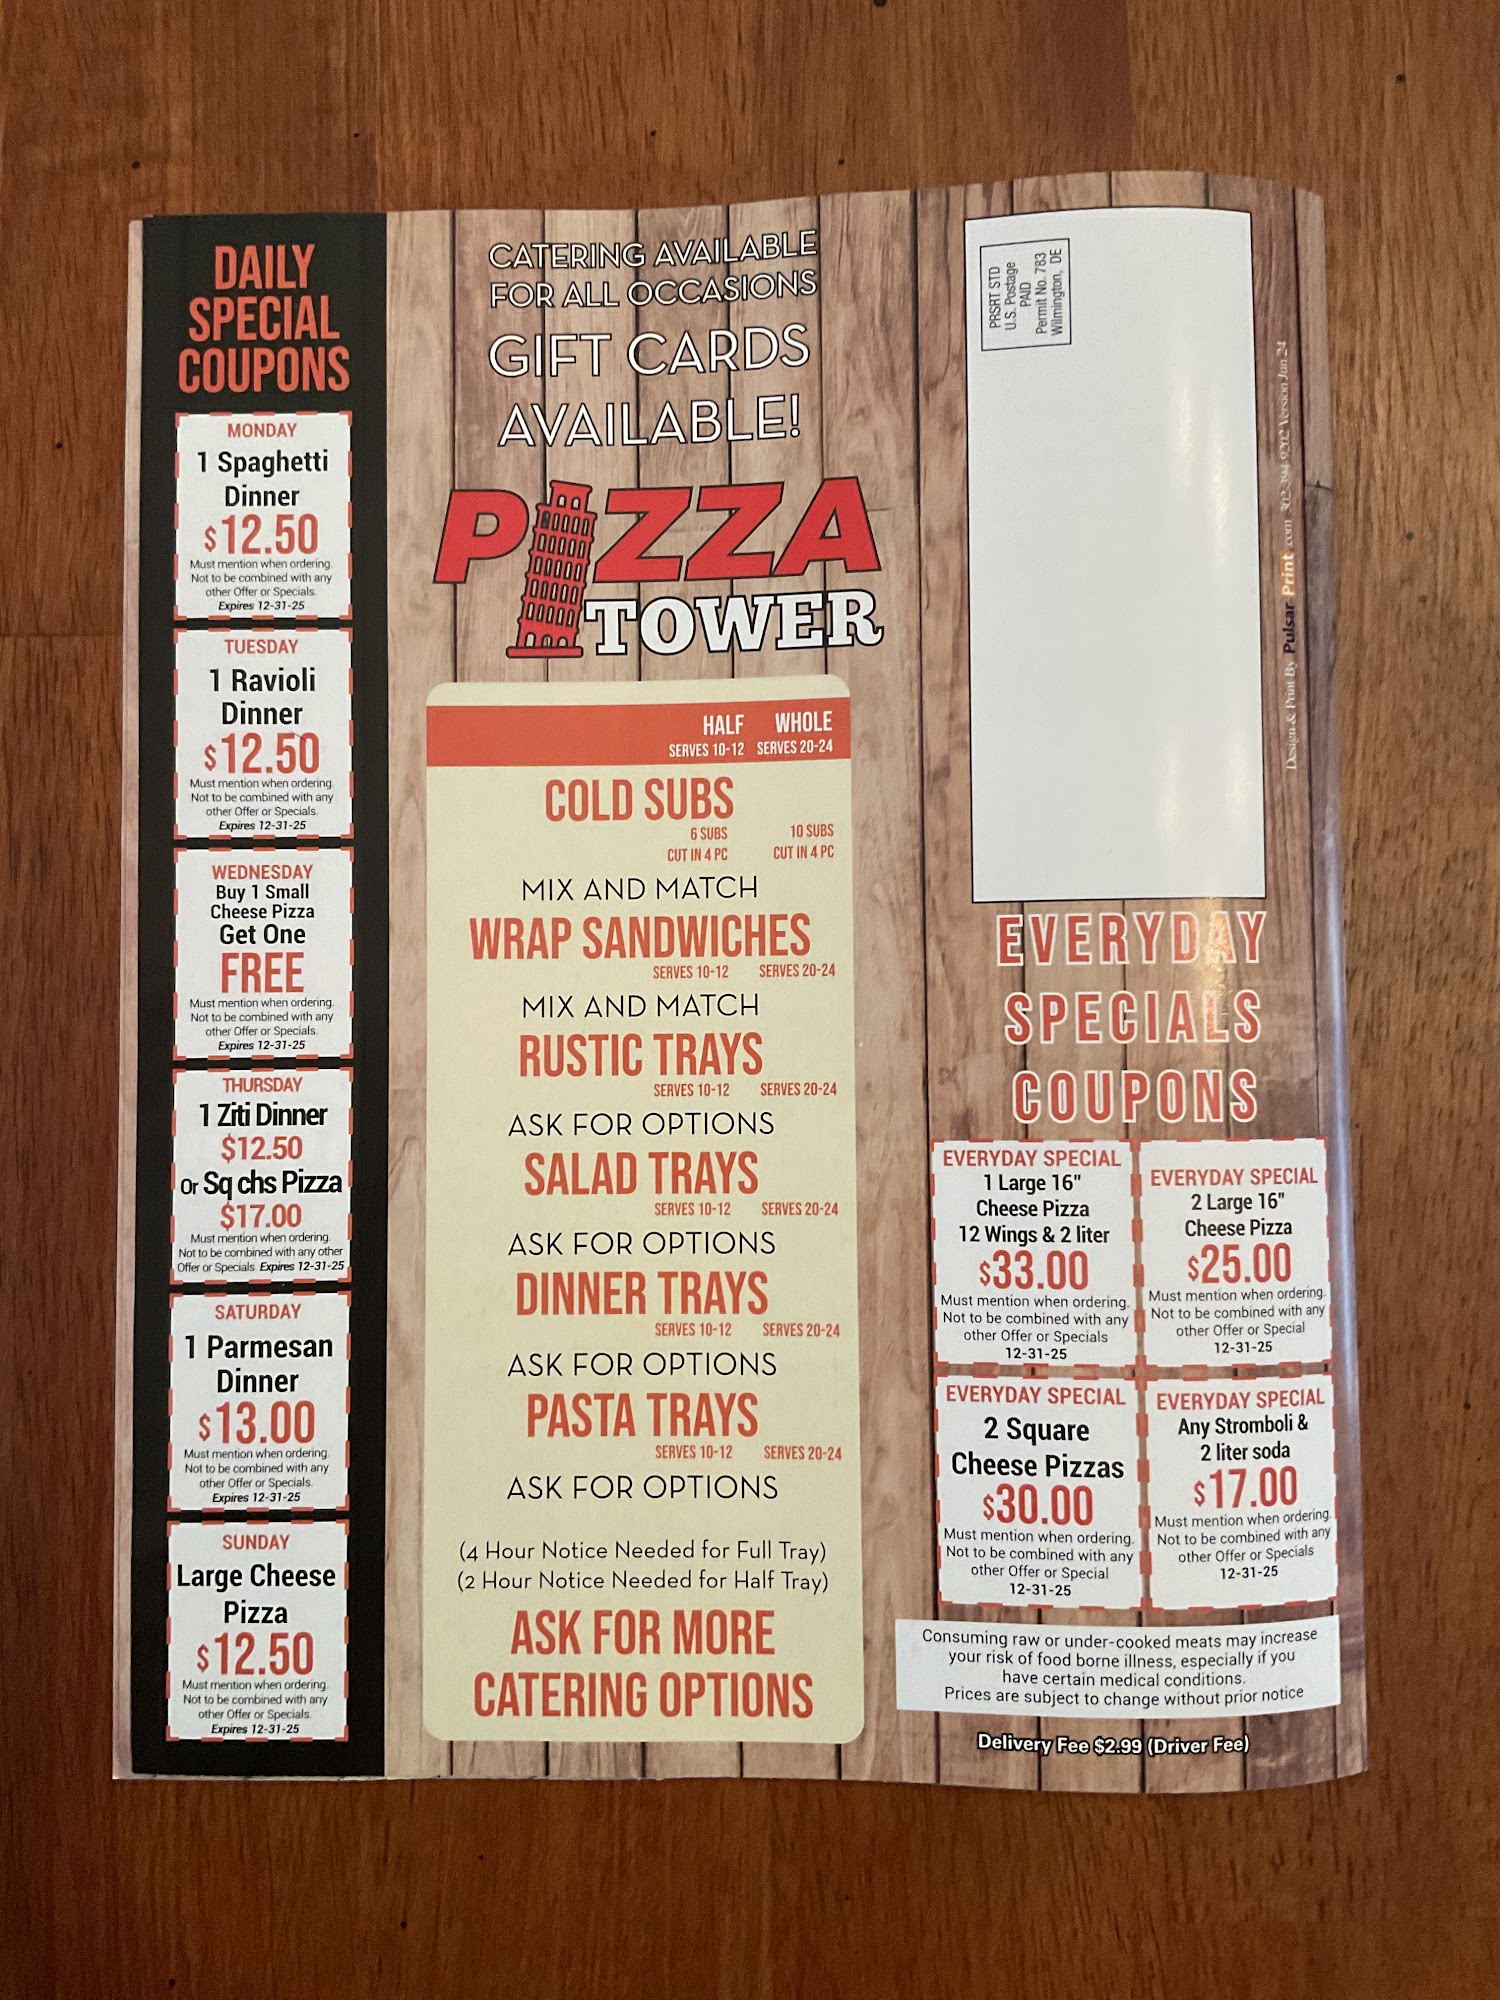 DAILY
SPECIAL
COUPONS
MONDAY
1 Spaghetti
Dinner
$12.50
Must mention when ordering.
Not to be combined with any
other Offer or Specials.
Expires 12-31-25
TUESDAY
1 Ravioli
Dinner
$12.50
Must mention when ordering.
Not to be combined with any
other Offer or Specials.
Expires 12-31-25
WEDNESDAY
Buy 1 Small
Cheese Pizza
Get One
FREE
Must mention when ordering.
Not to be combined with any
other Offer or Specials.
Expires 12-31-25
THURSDAY
1 Ziti Dinner
$12.50
Or Sq chs Pizza
$17.00
Must mention when ordering.
Not to be combined with any other
Offer or Specials. Expires 12-31-25
SATURDAY
1 Parmesan
Dinner
$13.00
Must mention when ordering.
Not to be combined with any
other Offer or Specials.
Expires 12-31-25
SUNDAY
Large Cheese
Pizza
$12.50
Must mention when ordering.
Not to be combined with any
other Offer or Specials.
Expires 12-31-25
CATERING AVAILABLE
FOR ALL OCCASIONS
GIFT CARDS
AVAILABLE!
PIZZA
TOWER
HALF WHOLE
SERVES 10-12 SERVES 20-24
COLD SUBS
6 SUBS 10 SUBS
CUT IN 4 PC CUT IN 4 PC
MIX AND MATCH
WRAP SANDWICHES
SERVES 10-12 SERVES 20-24
MIX AND MATCH
RUSTIC TRAYS
SERVES 10-12 SERVES 20-24
ASK FOR OPTIONS
SALAD TRAYS
SERVES 10-12 SERVES 20-24
ASK FOR OPTIONS
DINNER TRAYS
SERVES 10-12 SERVES 20-24
ASK FOR OPTIONS
PASTA TRAYS
SERVES 10-12 SERVES 20-24
ASK FOR OPTIONS
(4 Hour Notice Needed for Full Tray)
(2 Hour Notice Needed for Half Tray)
ASK FOR MORE
CATERING OPTIONS
PRSRT STD
U.S. Postage
PAID
Permit No. 783
Wilmington, DE
Design & Print By Pulsar Print.com 302-394-9202 Version Jun 24
EVERYDAY
SPECIALS
COUPONS
EVERYDAY SPECIAL
1 Large 16"
Cheese Pizza
12 Wings & 2 liter
$33.00
Must mention when ordering.
Not to be combined with any
other Offer or Specials
12-31-25
EVERYDAY SPECIAL
2 Large 16"
Cheese Pizza
$25.00
Must mention when ordering.
Not to be combined with any
other Offer or Special
12-31-25
EVERYDAY SPECIAL
2 Square
Cheese Pizzas
$30.00
Must mention when ordering.
Not to be combined with any
other Offer or Special
12-31-25
EVERYDAY SPECIAL
Any Stromboli &
2 liter soda
$17.00
Must mention when ordering.
Not to be combined with any
other Offer or Specials
12-31-25
Consuming raw or under-cooked meats may increase
your risk of food borne illness, especially if you
have certain medical conditions.
Prices are subject to change without prior notice
Delivery Fee $2.99 (Driver Fee)